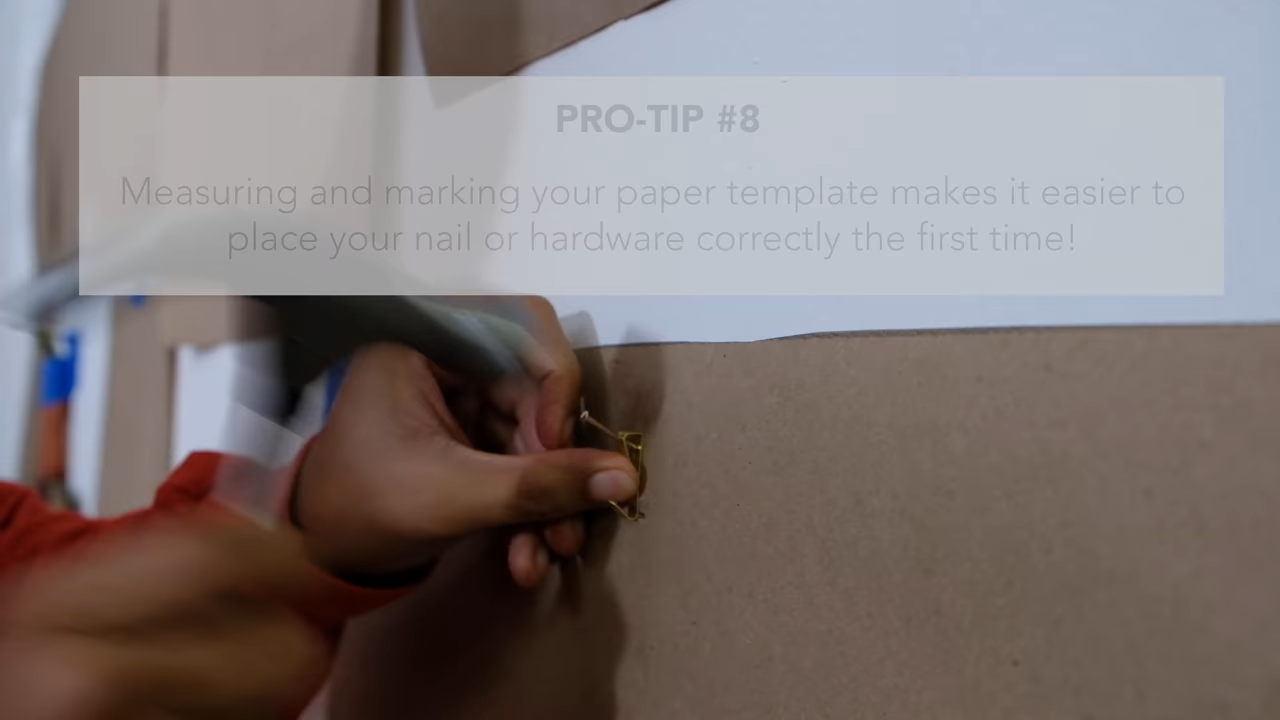 PRO-TIP #8
Measuring and marking your paper template makes it easier to
place your nail or hardware correctly the first time!